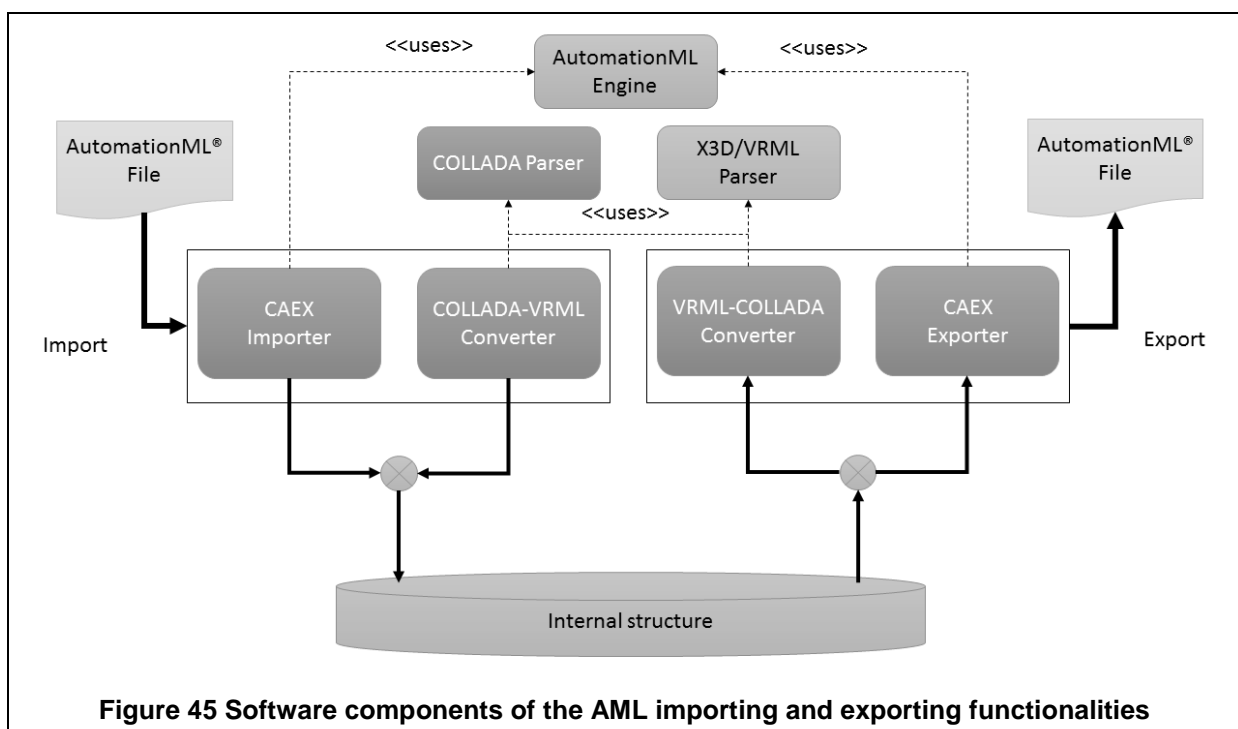 <<uses>>
<<uses>>
AutomationML
Engine
AutomationML®
File
COLLADA Parser
X3D/VRML
Parser
AutomationML®
File
<<uses>>
CAEX
Importer
COLLADA-VRML
Converter
VRML-COLLADA
Converter
CAEX
Exporter
Import
Export
Internal structure
Figure 45 Software components of the AML importing and exporting functionalities